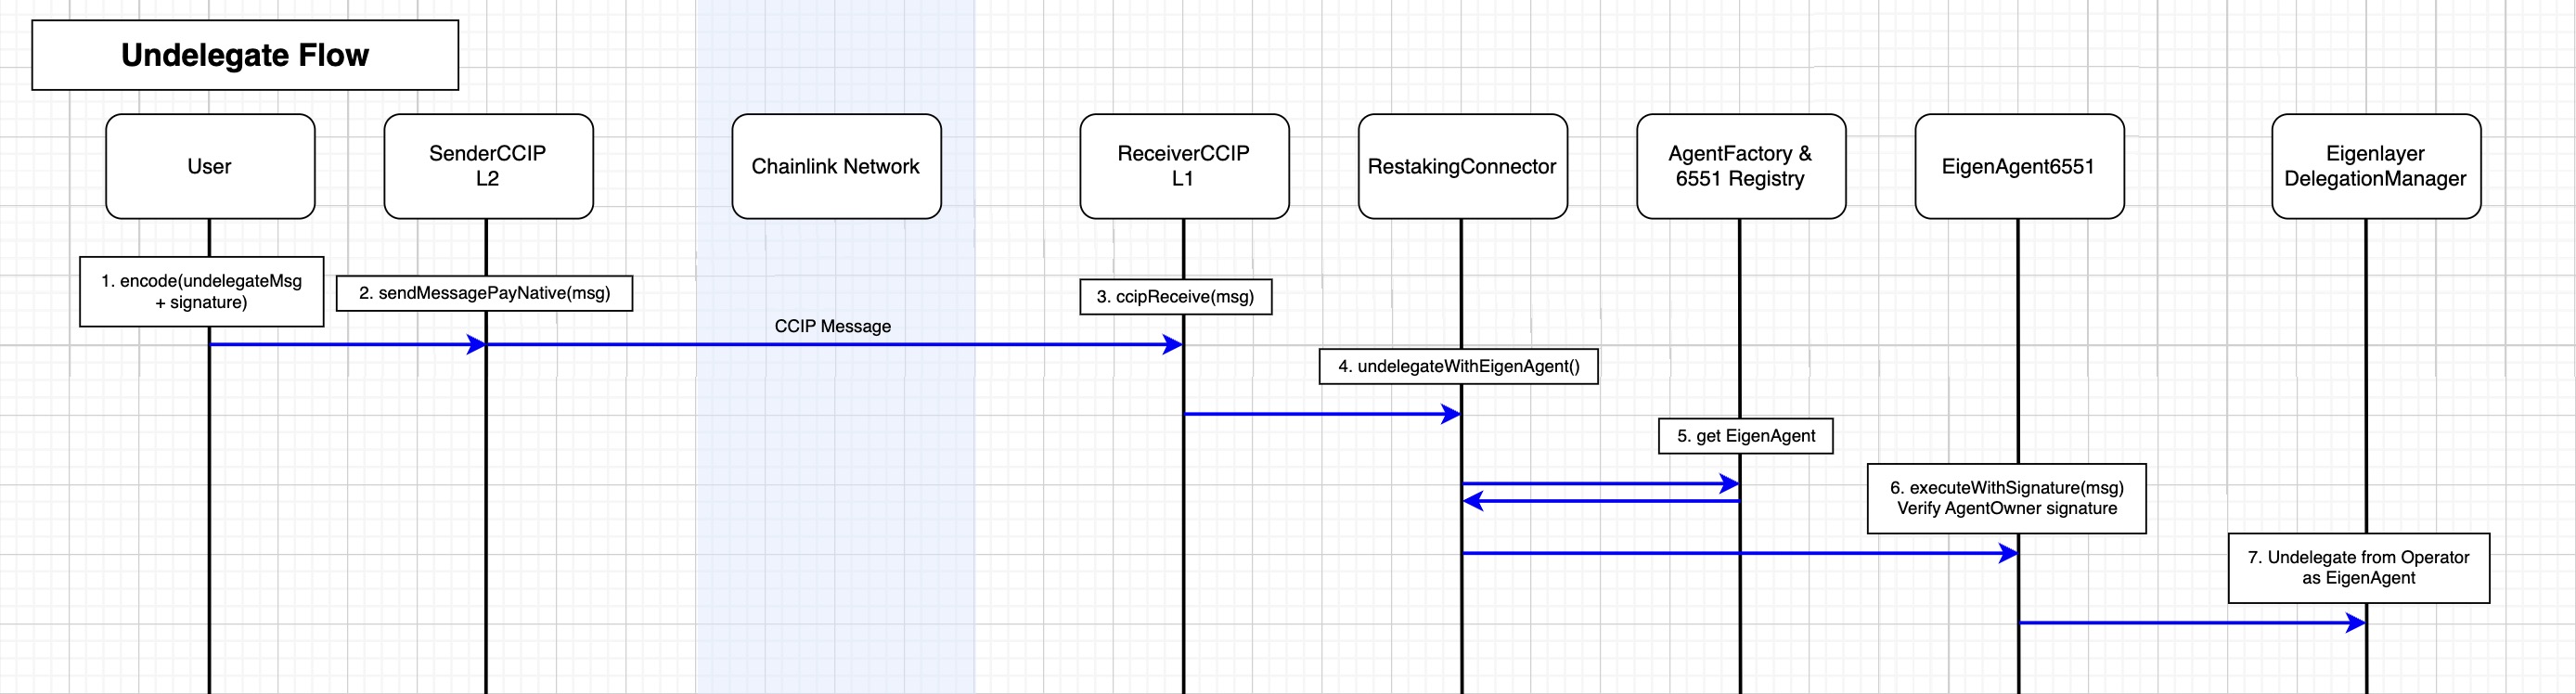 Undelegate Flow
User
SenderCCIP
L2
Chainlink Network
ReceiverCCIP
L1
RestakingConnector
AgentFactory &
6551 Registry
EigenAgent6551
Eigenlayer
DelegationManager
1. encode(undelegateMsg
+ signature)
2. sendMessagePayNative(msg)
CCIP Message
3. ccipReceive(msg)
4. undelegateWithEigenAgent()
5. get EigenAgent
6. executeWithSignature(msg)
Verify AgentOwner signature
7. Undelegate from Operator
as EigenAgent